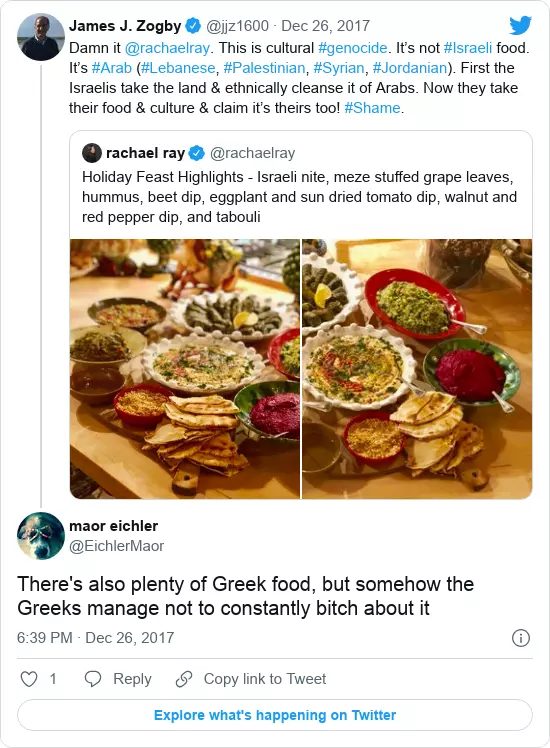 James J. Zogby @jjz1600 · Dec 26, 2017
Damn it @rachaelray. This is cultural #genocide. It’s not #Israeli food.
It’s #Arab (#Lebanese, #Palestinian, #Syrian, #Jordanian). First the
Israelis take the land & ethnically cleanse it of Arabs. Now they take
their food & culture & claim it’s theirs too! #Shame.
rachael ray @rachaelray
Holiday Feast Highlights - Israeli nite, meze stuffed grape leaves,
hummus, beet dip, eggplant and sun dried tomato dip, walnut and
red pepper dip, and tabouli
maor eichler
@EichlerMaor
There's also plenty of Greek food, but somehow the
Greeks manage not to constantly bitch about it
6:39 PM · Dec 26, 2017
1 Reply Copy link to Tweet
Explore what's happening on Twitter